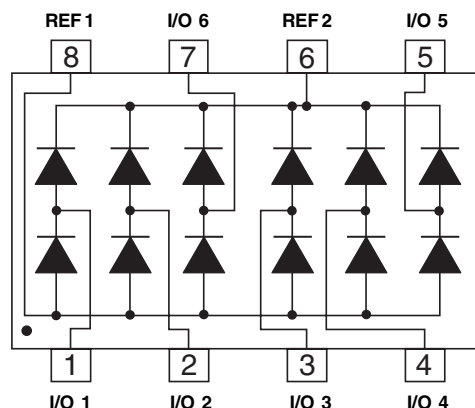 REF 1 I/O 6 REF 2 I/O 5
8 7 6 5
1 2 3 4
I/O 1 I/O 2 I/O 3 I/O 4